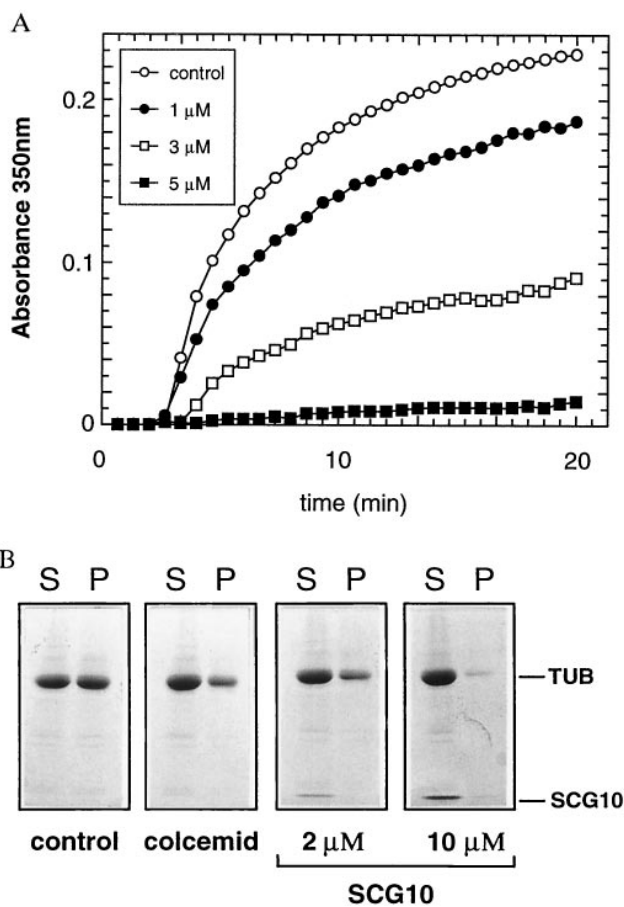 A
Absorbance 350nm
0.2
0.1
0
control
1 µM
3 µM
5 µM
0 10 20
time (min)
B
S P S P S P S P
TUB
SCG10
control colcemid 2 µM 10 µM
SCG10